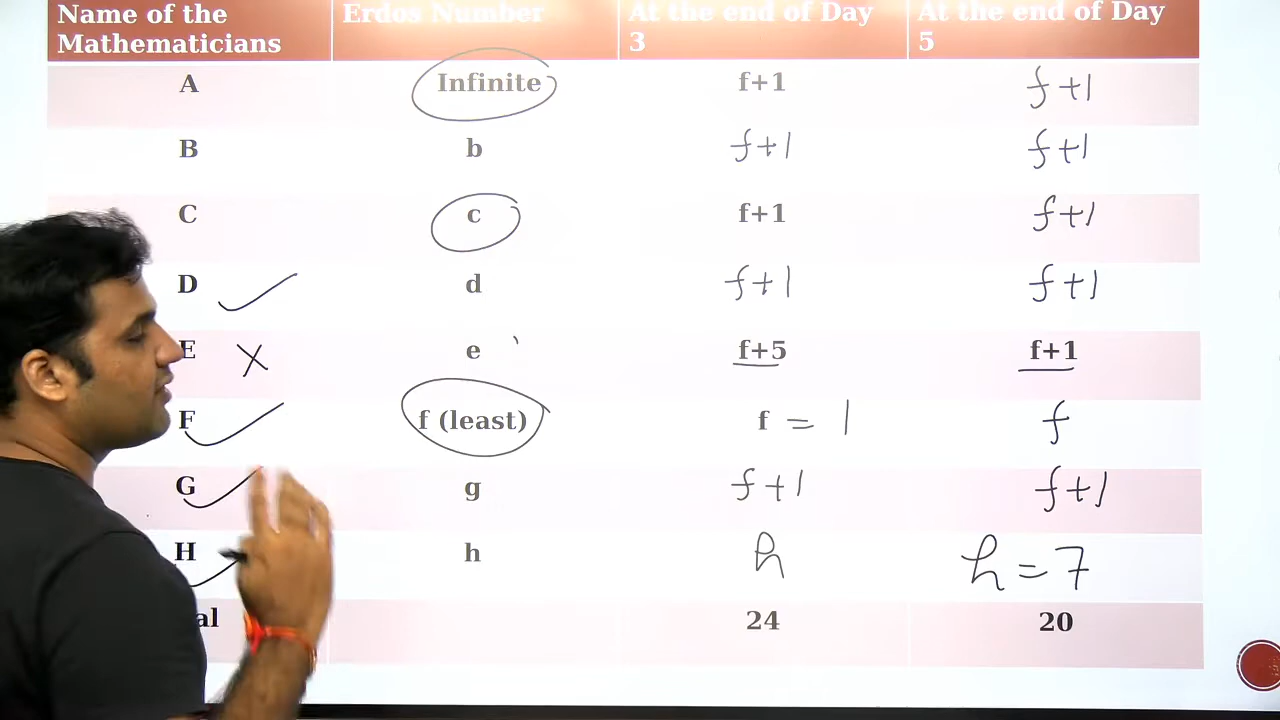 Name of the Mathematicians Erdos Number At the end of Day 3 At the end of Day 5
A Infinite f+1 f+1
B b f+1 f+1
C c f+1 f+1
D d f+1 f+1
E e f+5 f+1
F f (least) f = 1 f
G g f+1 f+1
H h h h = 7
al 24 20